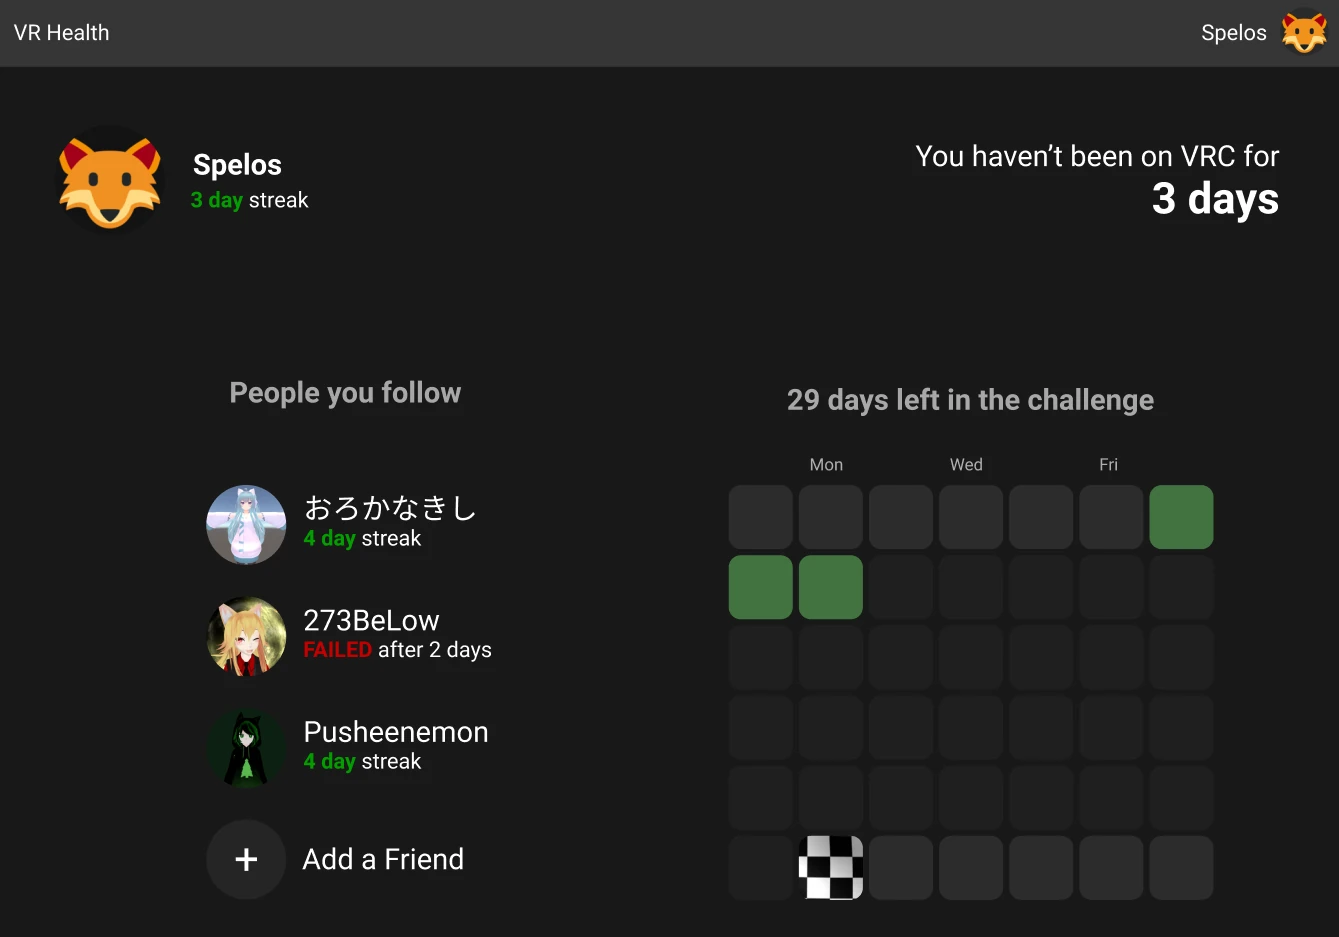 VR Health
Spelos
Spelos
3 day streak
You haven’t been on VRC for
3 days
People you follow
おろかなきし
4 day streak
273BeLow
FAILED after 2 days
Pusheenemon
4 day streak
Add a Friend
29 days left in the challenge
Mon Wed Fri